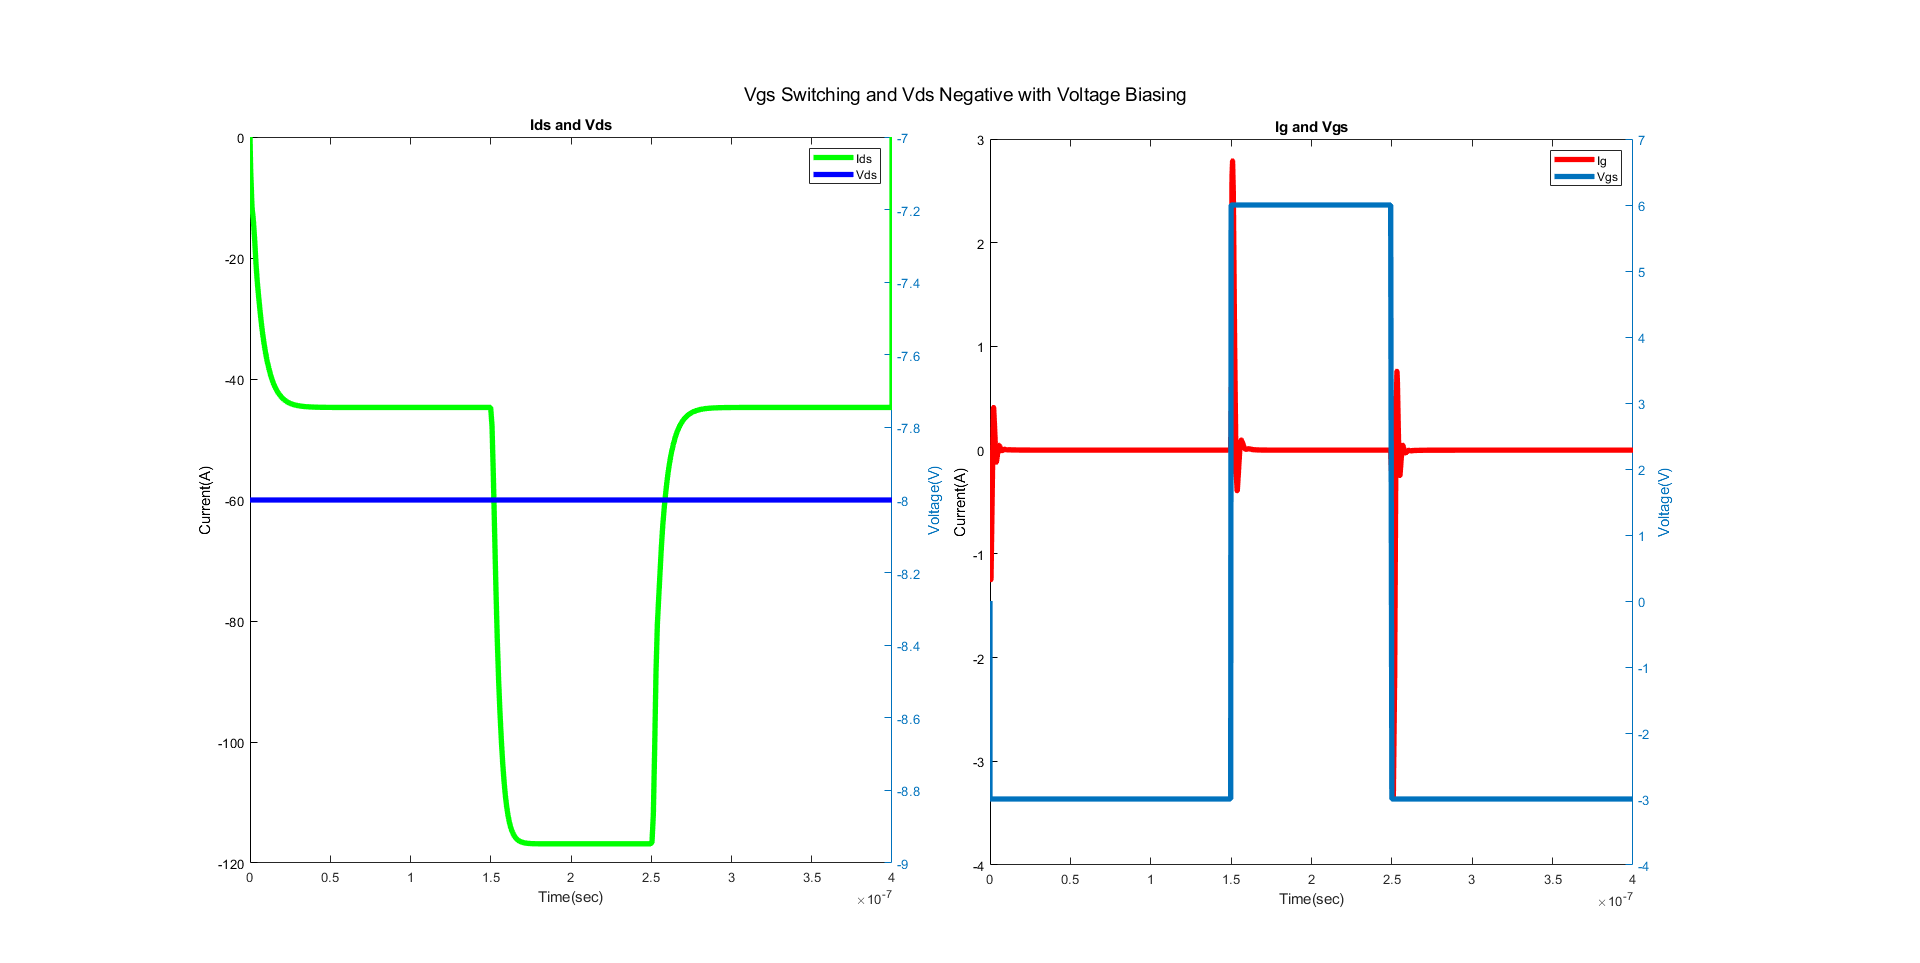 Vgs Switching and Vds Negative with Voltage Biasing
Ids and Vds
Ids
Vds
0
-20
-40
-60
-80
-100
-120
Current(A)
-7
-7.2
-7.4
-7.6
-7.8
-8
-8.2
-8.4
-8.6
-8.8
-9
Voltage(V)
0 0.5 1 1.5 2 2.5 3 3.5 4
Time(sec)
×10-7
Ig and Vgs
Ig
Vgs
3
2
1
0
-1
-2
-3
-4
Current(A)
7
6
5
4
3
2
1
0
-1
-2
-3
-4
Voltage(V)
0 0.5 1 1.5 2 2.5 3 3.5 4
Time(sec)
×10-7